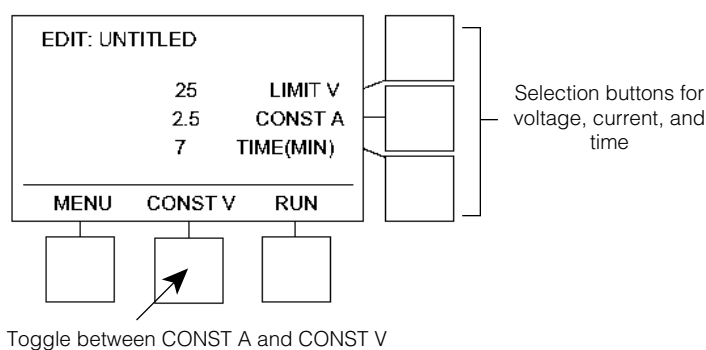 EDIT: UNTITLED
25 LIMIT V
2.5 CONST A
7 TIME(MIN)
MENU CONST V RUN
Selection buttons for
voltage, current, and
time
Toggle between CONST A and CONST V